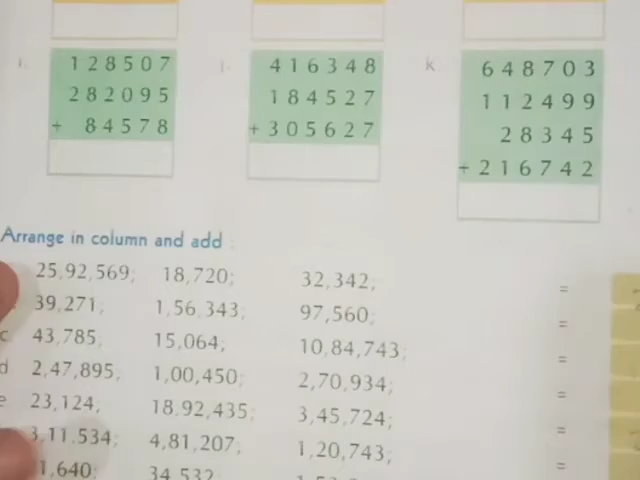 i. 128507 j. 416348 k. 648703
282095 184527 112499
+ 84578 + 305627 28345
+ 216742
Arrange in column and add
25,92,569; 18,720; 32,342; =
39,271; 1,56,343; 97,560; =
c 43,785; 15,064; 10,84,743; =
d 2,47,895; 1,00,450; 2,70,934; =
e 23,124, 18,92,435; 3,45,724; =
3,11,534; 4,81,207; 1,20,743; =
1,640; 34,532 =